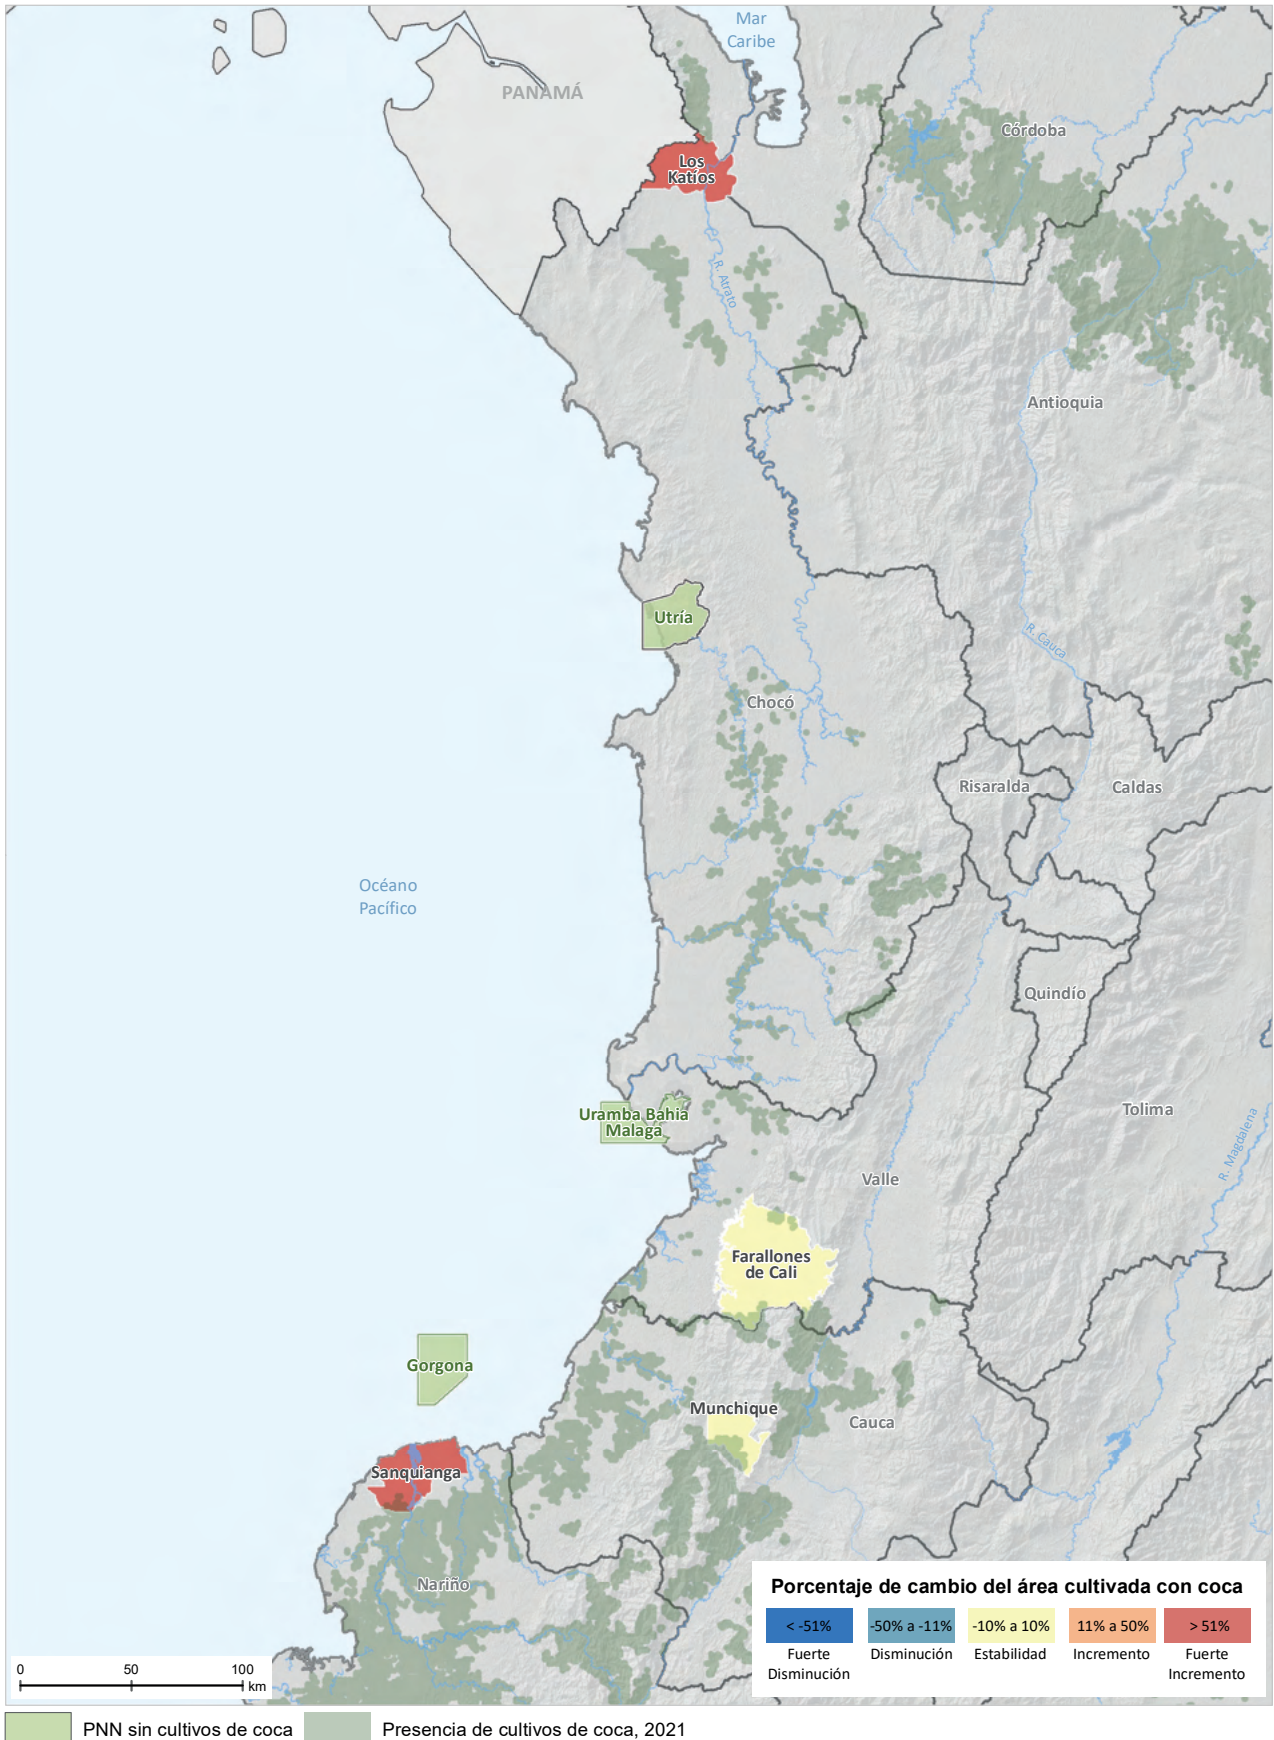 Mar
Caribe
PANAMÁ
Córdoba
Los
Katíos
R. Atrato
Antioquia
Utría
R. Cauca
Chocó
Risaralda
Caldas
Océano
Pacífico
Quindío
Uramba Bahia
Malaga
Tolima
R. Magdalena
Valle
Farallones
de Cali
Gorgona
Munchique
Cauca
Sanquianga
Nariño
Porcentaje de cambio del área cultivada con coca
< -51% -50% a -11% -10% a 10% 11% a 50% > 51%
Fuerte Disminución Estabilidad Incremento Fuerte
Disminución Incremento
0 50 100
km
PNN sin cultivos de coca Presencia de cultivos de coca, 2021